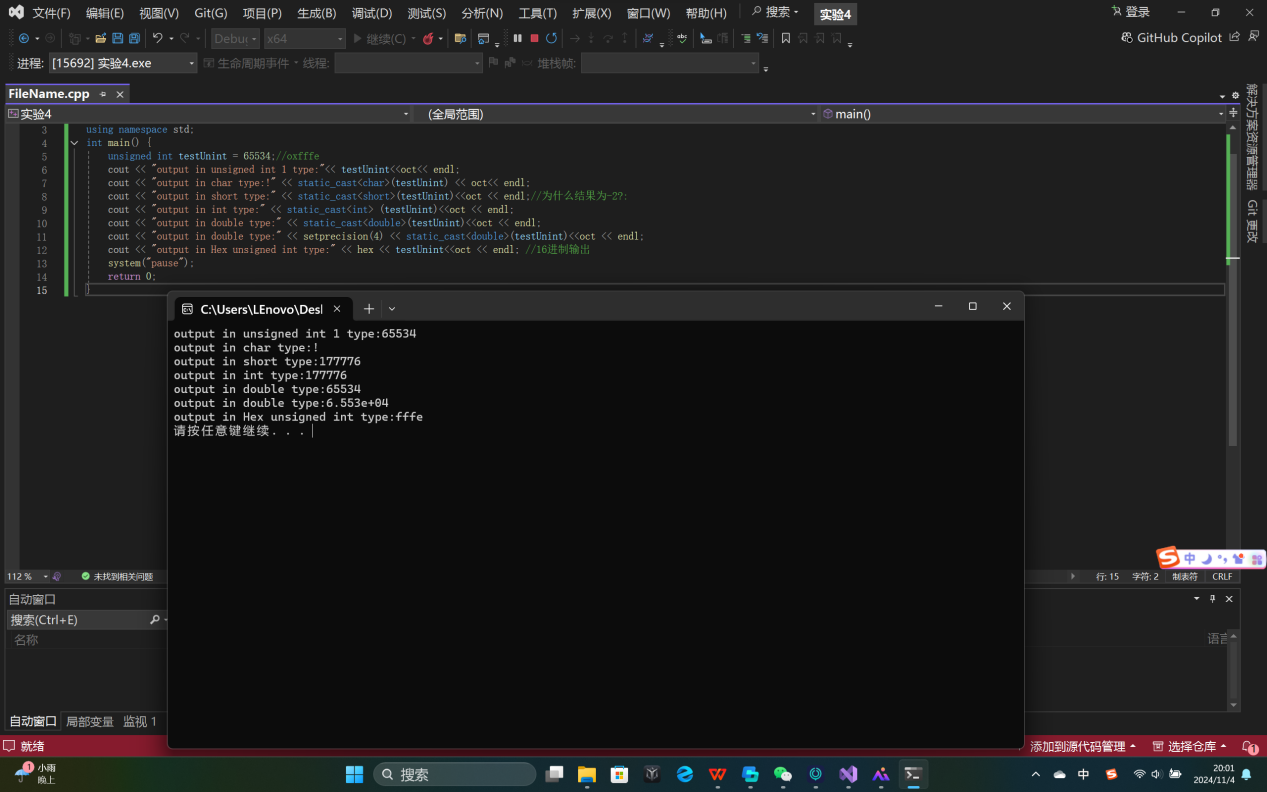 文件(F) 编辑(E) 视图(V) Git(G) 项目(P) 生成(B) 调试(D) 测试(S) 分析(N) 工具(T) 扩展(X) 窗口(W) 帮助(H) 搜索 实验4 登录
Debug x64 继续(C) GitHub Copilot
进程: [15692] 实验4.exe 生命周期事件 线程: 堆栈帧:
FileName.cpp
实验4 (全局范围) main()
3 using namespace std;
4 int main() {
5 unsigned int testUnint = 65534;//oxfffe
6 cout << "output in unsigned int 1 type:"<< testUnint<<oct<< endl;
7 cout << "output in char type:!" << static_cast<char>(testUnint) << oct<< endl;
8 cout << "output in short type:" << static_cast<short>(testUnint)<<oct << endl;//为什么结果为-2?:
9 cout << "output in int type:" << static_cast<int> (testUnint)<<oct << endl;
10 cout << "output in double type:" << static_cast<double>(testUnint)<<oct << endl;
11 cout << "output in double type:" << setprecision(4) << static_cast<double>(testUnint)<<oct << endl;
12 cout << "output in Hex unsigned int type:" << hex << testUnint<<oct << endl; //16进制输出
13 system("pause");
14 return 0;
15 }
解决方案资源管理器
Git 更改
C:\Users\LEnovo\Desl
output in unsigned int 1 type:65534
output in char type:!
output in short type:177776
output in int type:177776
output in double type:65534
output in double type:6.553e+04
output in Hex unsigned int type:fffe
请按任意键继续. . .
中
112 % 未找到相关问题 行: 15 字符: 2 制表符 CRLF
自动窗口
搜索(Ctrl+E)
名称 语言
自动窗口 局部变量 监视 1
就绪 添加到源代码管理 选择仓库 1
1 小雨
晚上
搜索
中
20:01
2024/11/4